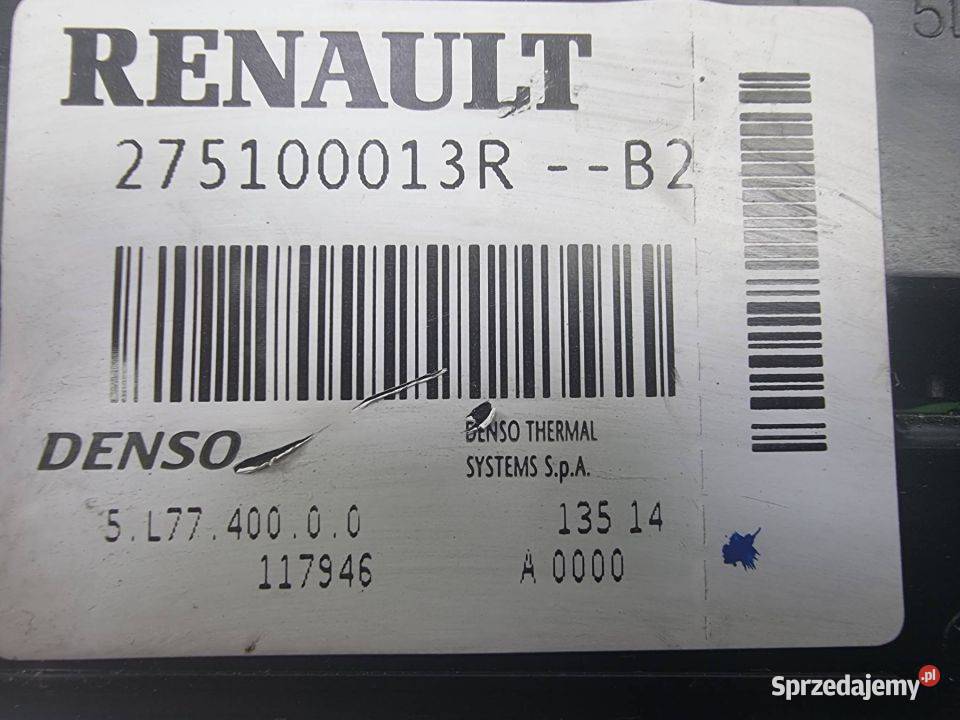 RENAULT
275100013R --B2
DENSO
DENSO THERMAL
SYSTEMS S.p.A.
5.L77.400.0.0
135 14
117946
A 0000
Sprzedajemy.pl